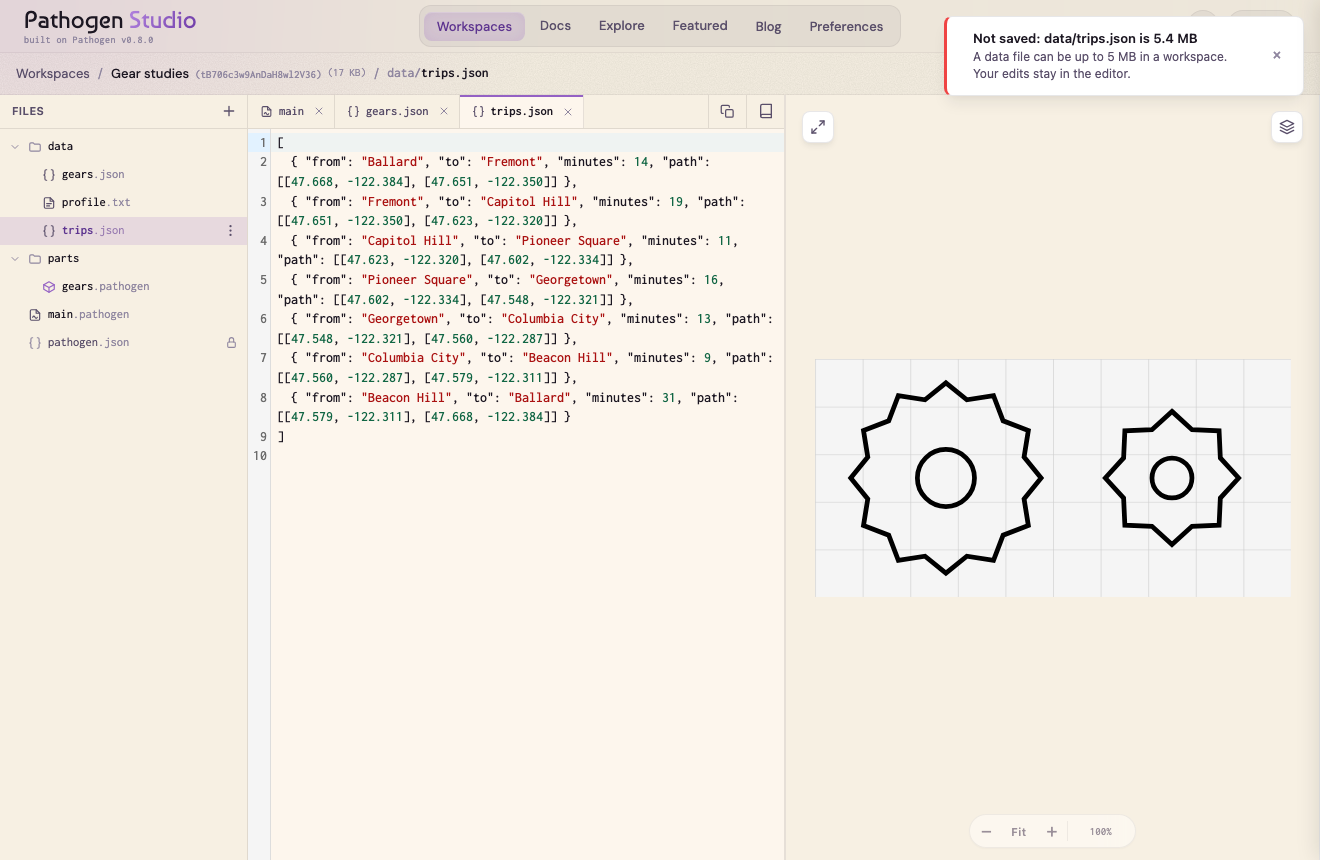 Pathogen Studio
built on Pathogen v0.8.0
Workspaces
Docs
Explore
Featured
Blog
Preferences
Not saved: data/trips.json is 5.4 MB
A data file can be up to 5 MB in a workspace.
Your edits stay in the editor.
×
Workspaces / Gear studies (tB706c3w9AnDaH8wl2V36) (17 KB) / data/trips.json
FILES
data
gears.json
profile.txt
trips.json
parts
gears.pathogen
main.pathogen
pathogen.json
main
gears.json
trips.json
1 [
2 { "from": "Ballard", "to": "Fremont", "minutes": 14, "path":
[[47.668, -122.384], [47.651, -122.350]] },
3 { "from": "Fremont", "to": "Capitol Hill", "minutes": 19, "path":
[[47.651, -122.350], [47.623, -122.320]] },
4 { "from": "Capitol Hill", "to": "Pioneer Square", "minutes": 11,
"path": [[47.623, -122.320], [47.602, -122.334]] },
5 { "from": "Pioneer Square", "to": "Georgetown", "minutes": 16,
"path": [[47.602, -122.334], [47.548, -122.321]] },
6 { "from": "Georgetown", "to": "Columbia City", "minutes": 13, "path":
[[47.548, -122.321], [47.560, -122.287]] },
7 { "from": "Columbia City", "to": "Beacon Hill", "minutes": 9, "path":
[[47.560, -122.287], [47.579, -122.311]] },
8 { "from": "Beacon Hill", "to": "Ballard", "minutes": 31, "path":
[[47.579, -122.311], [47.668, -122.384]] }
9 ]
10
Fit
100%